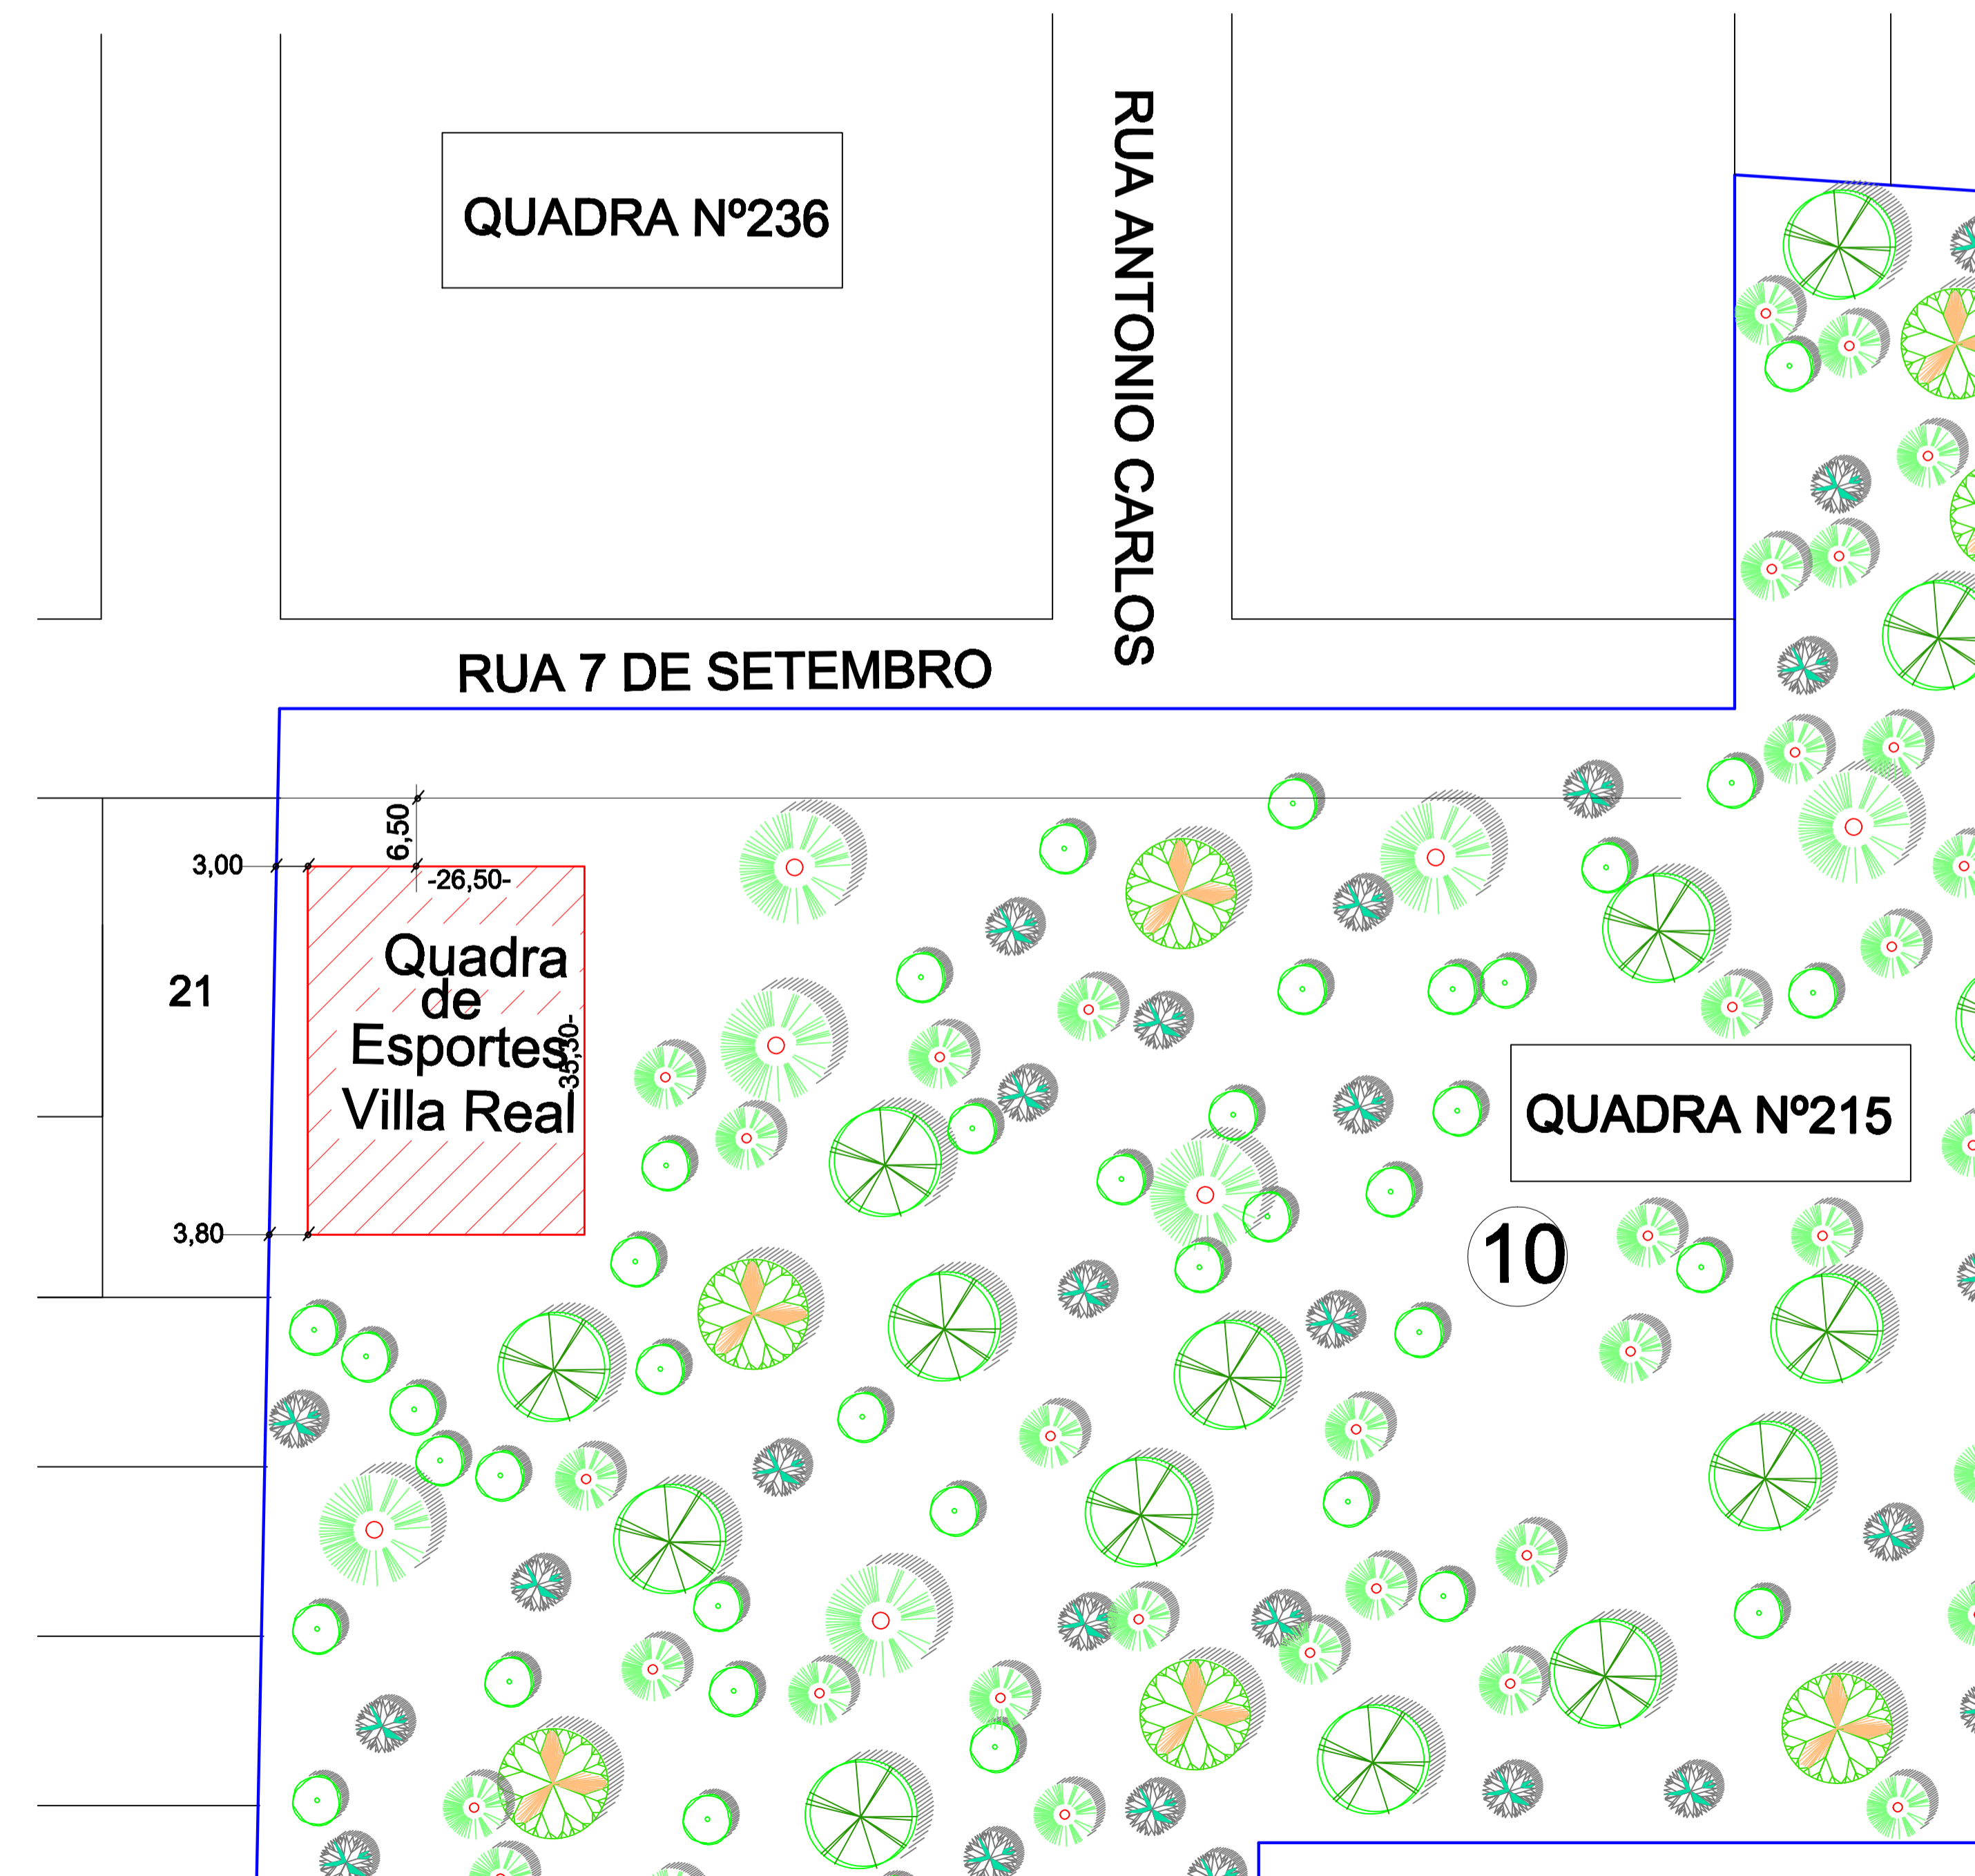 QUADRA Nº236
RUA ANTONIO CARLOS
RUA 7 DE SETEMBRO
6,50
3,00
-26,50-
21
Quadra
de
Esportes
Villa Real
-35,30-
3,80
QUADRA Nº215
10